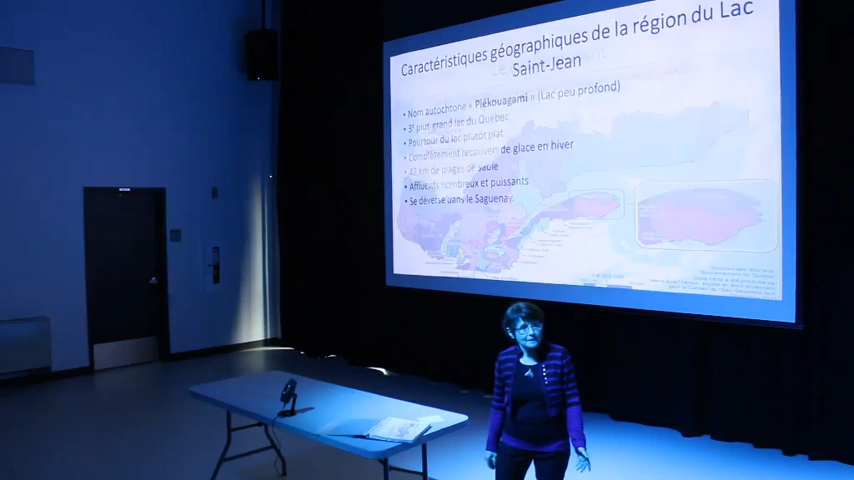 Caractéristiques géographiques de la région du Lac
Saint-Jean
• Nom autochtone « Piékouagami » (Lac peu profond)
• 3e plus grand lac du Québec
• Pourtour du lac plutôt plat
• Complètement recouvert de glace en hiver
• 42 km de plages de sable
• Affluents nombreux et puissants
• Se déverse dans le Saguenay.